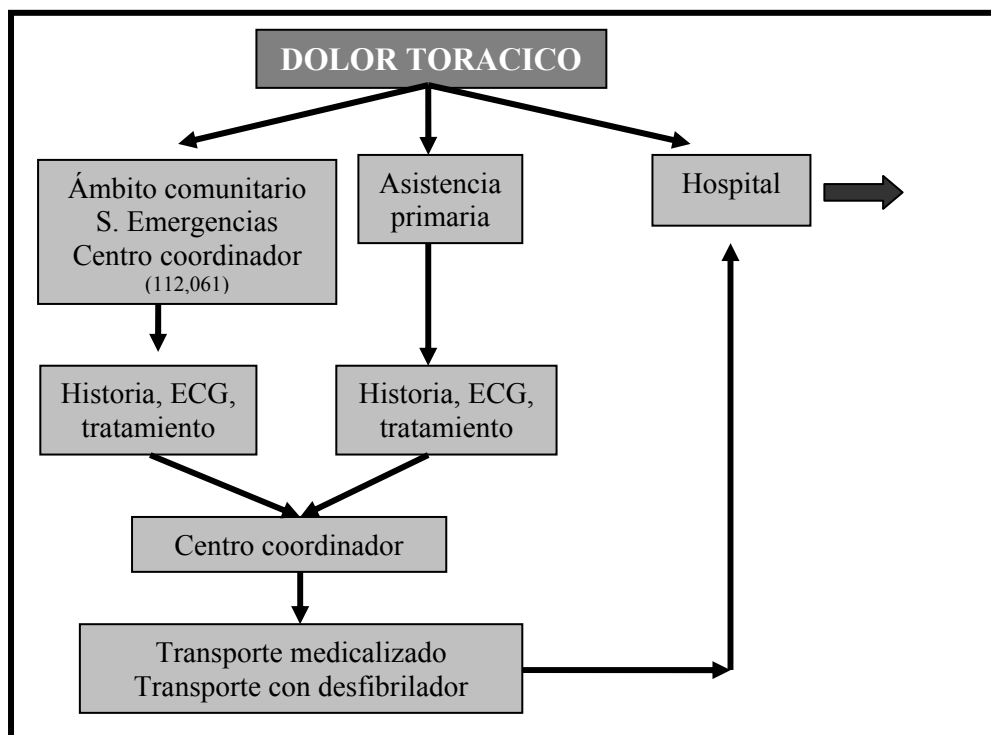 DOLOR TORACICO
Ámbito comunitario
S. Emergencias
Centro coordinador
(112,061)
Asistencia
primaria
Hospital
Historia, ECG,
tratamiento
Historia, ECG,
tratamiento
Centro coordinador
Transporte medicalizado
Transporte con desfibrilador